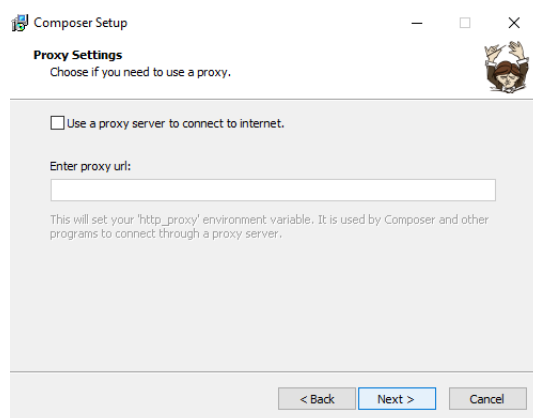 Composer Setup
Proxy Settings
Choose if you need to use a proxy.
Use a proxy server to connect to internet.
Enter proxy url:
This will set your 'http_proxy' environment variable. It is used by Composer and other
programs to connect through a proxy server.
< Back Next > Cancel